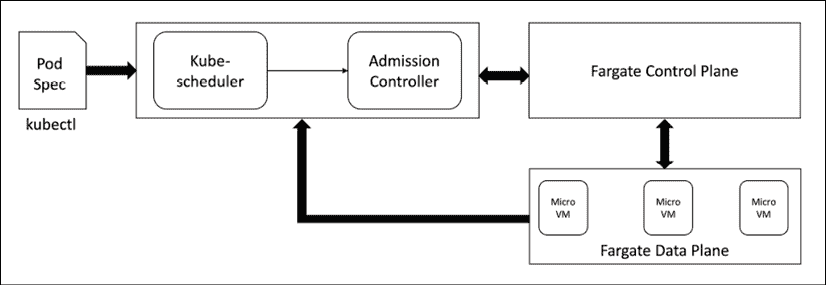 Pod
Spec
kubectl
Kube-
scheduler
Admission
Controller
Fargate Control Plane
Micro
VM
Micro
VM
Micro
VM
Fargate Data Plane